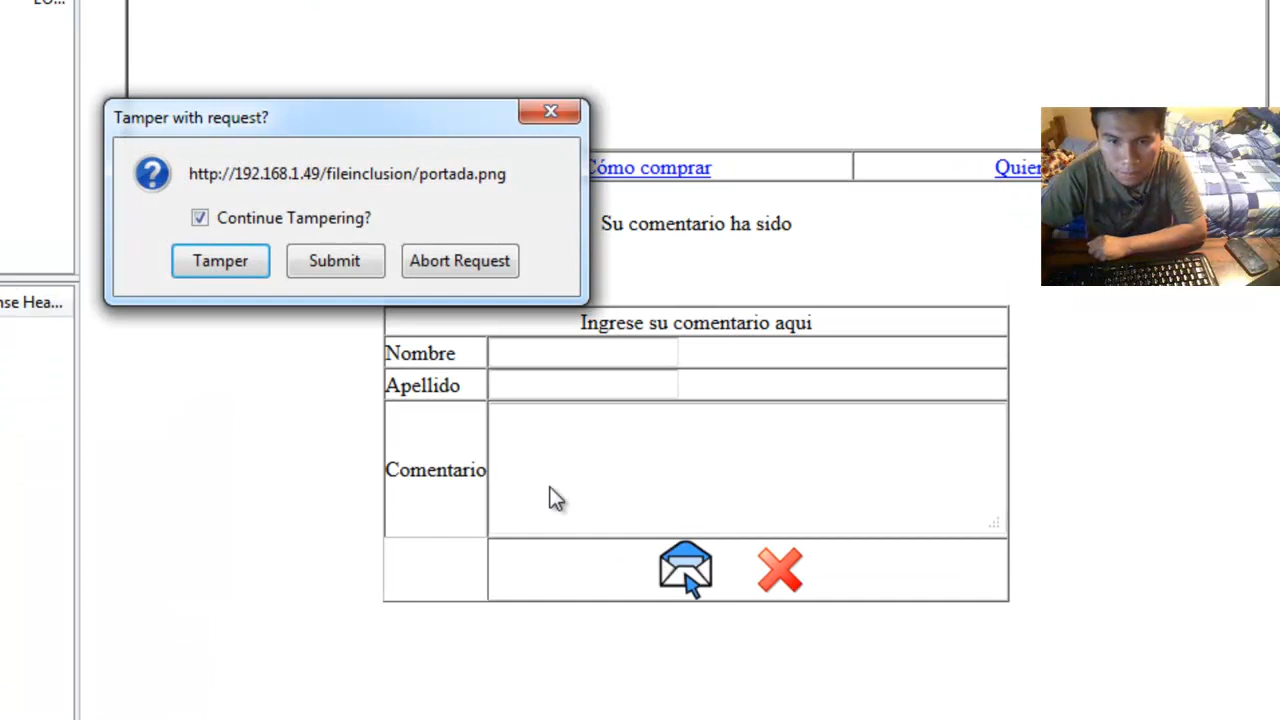 Tamper with request?
http://192.168.1.49/fileinclusion/portada.png
Continue Tampering?
Tamper Submit Abort Request
Cómo comprar
Su comentario ha sido
nse Hea...
Ingrese su comentario aqui
Nombre
Apellido
Comentario